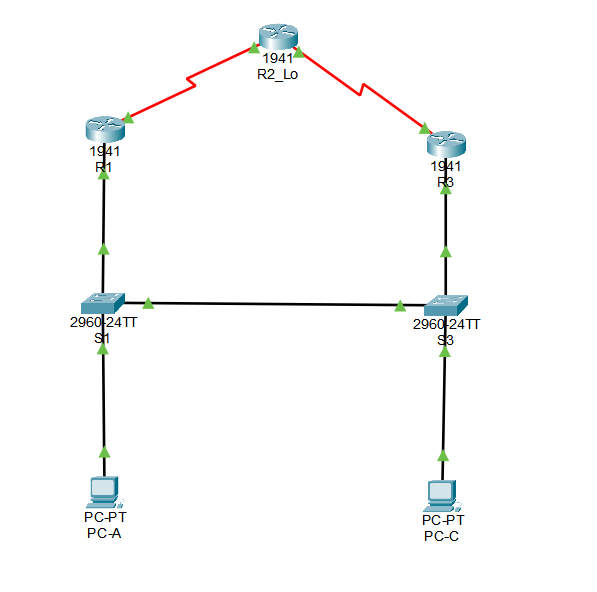 1941
R2_Lo
1941
R1
1941
R3
2960-24TT
S1
2960-24TT
S3
PC-PT
PC-A
PC-PT
PC-C